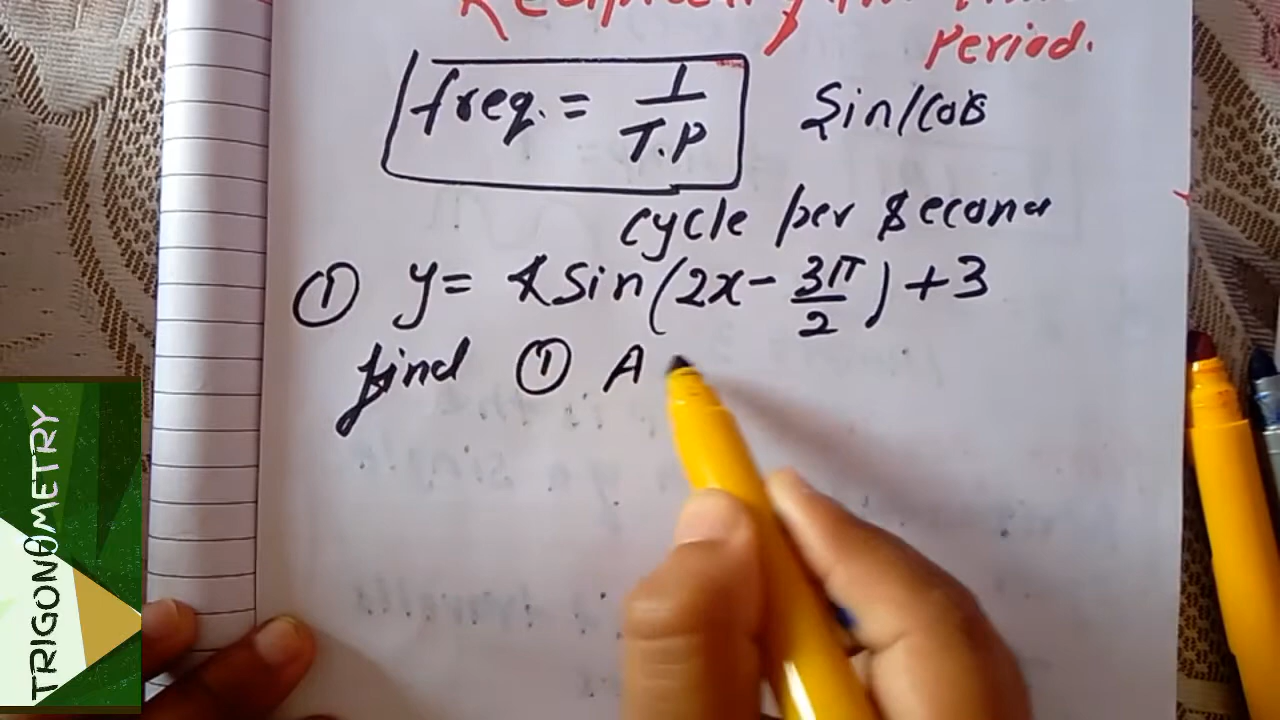 Period.
freq. = 1/T.P Sin/Cos
cycle per second
① y = 4 Sin(2x - 3π/2) + 3
find ① A
TRIGONOMETRY